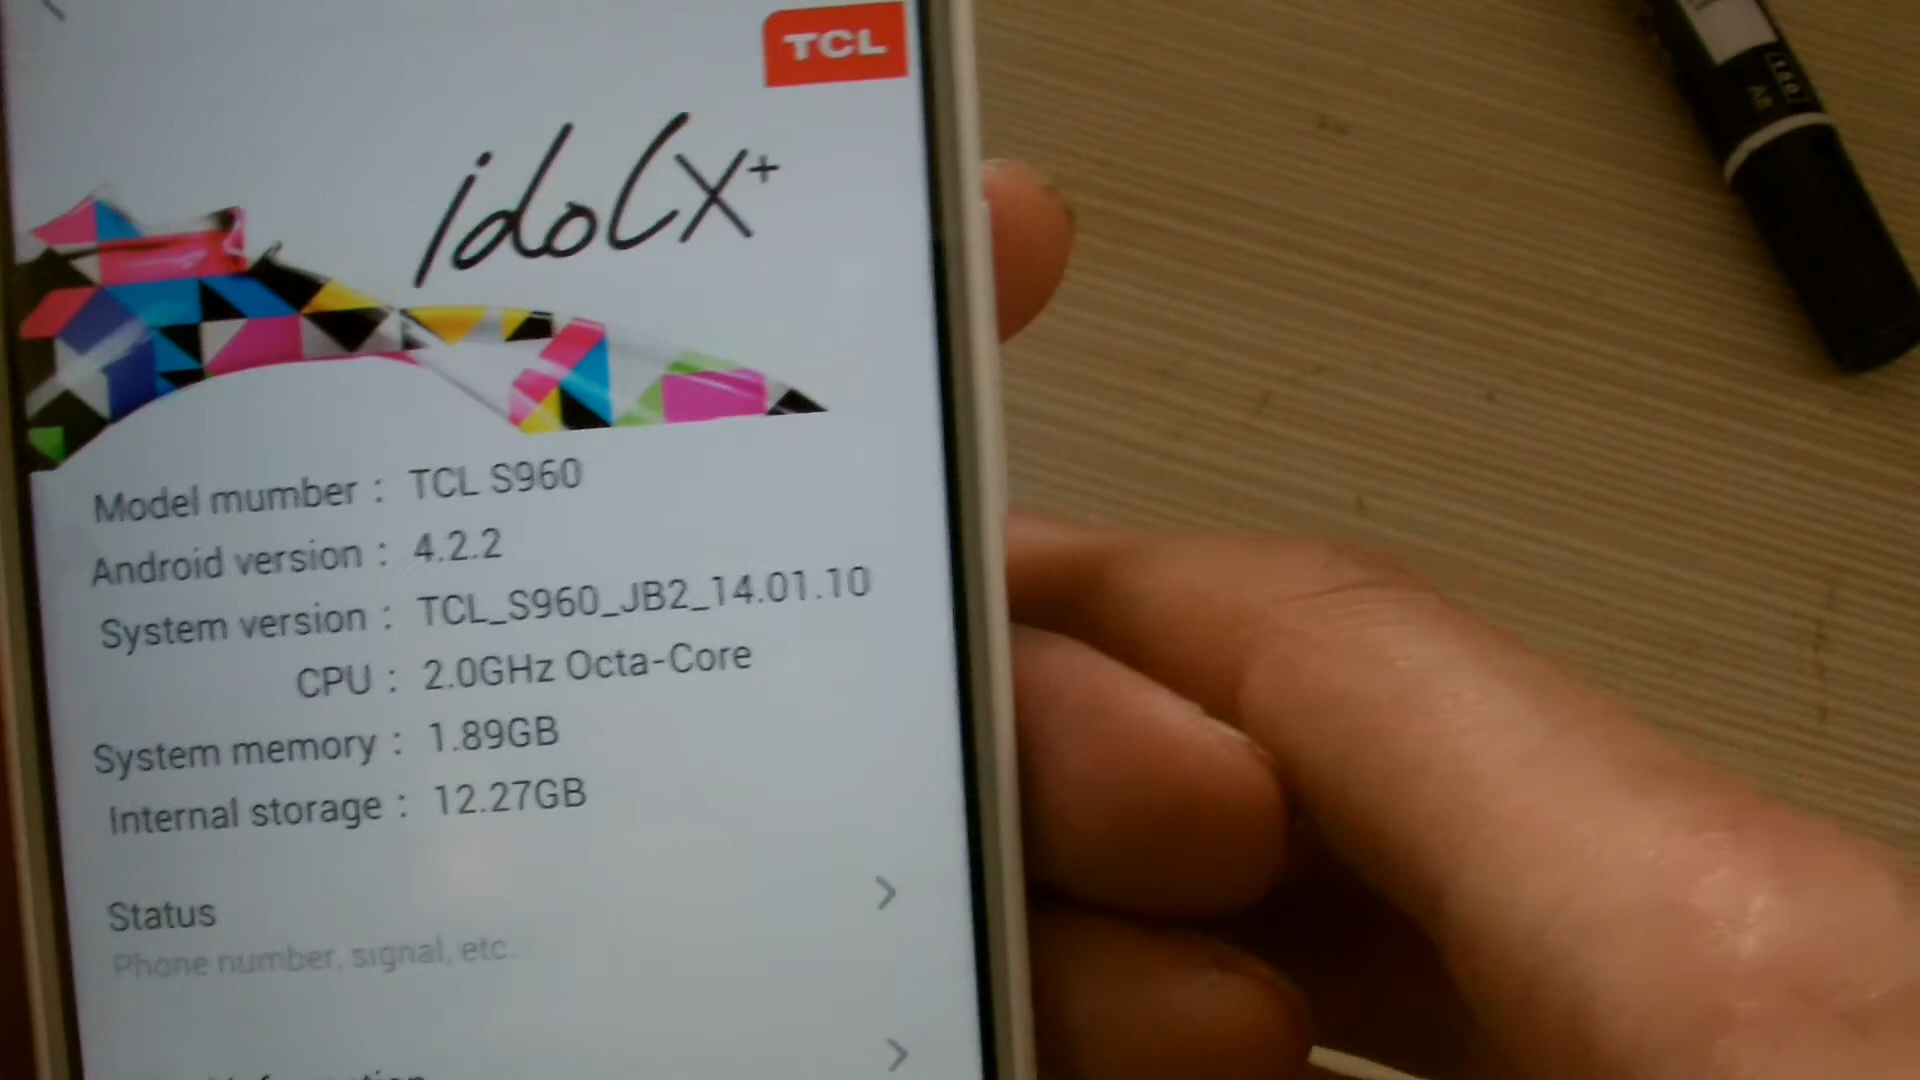 TCL
idolX+
Model mumber : TCL S960
Android version : 4.2.2
System version : TCL_S960_JB2_14.01.10
CPU : 2.0GHz Octa-Core
System memory : 1.89GB
Internal storage : 12.27GB
Status
Phone number, signal, etc.